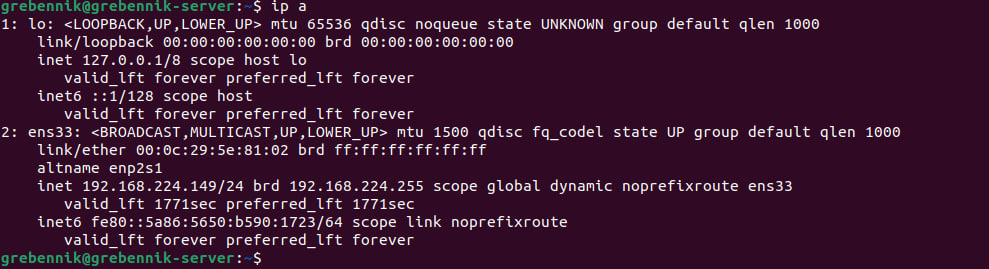 grebennik@grebennik-server:~$ ip a
1: lo: <LOOPBACK,UP,LOWER_UP> mtu 65536 qdisc noqueue state UNKNOWN group default qlen 1000
    link/loopback 00:00:00:00:00:00 brd 00:00:00:00:00:00
    inet 127.0.0.1/8 scope host lo
       valid_lft forever preferred_lft forever
    inet6 ::1/128 scope host
       valid_lft forever preferred_lft forever
2: ens33: <BROADCAST,MULTICAST,UP,LOWER_UP> mtu 1500 qdisc fq_codel state UP group default qlen 1000
    link/ether 00:0c:29:5e:81:02 brd ff:ff:ff:ff:ff:ff
    altname enp2s1
    inet 192.168.224.149/24 brd 192.168.224.255 scope global dynamic noprefixroute ens33
       valid_lft 1771sec preferred_lft 1771sec
    inet6 fe80::5a86:5650:b590:1723/64 scope link noprefixroute
       valid_lft forever preferred_lft forever
grebennik@grebennik-server:~$